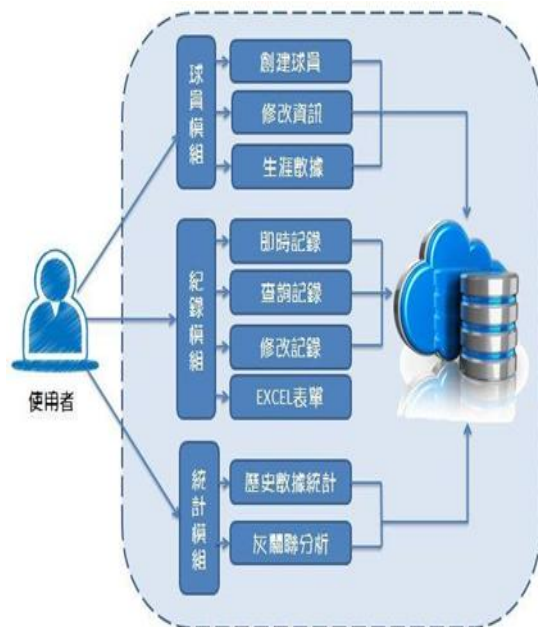 使用者
球員模組
創建球員
修改資訊
生涯數據
紀錄模組
即時記錄
查詢記錄
修改記錄
EXCEL表單
統計模組
歷史數據統計
灰關聯分析